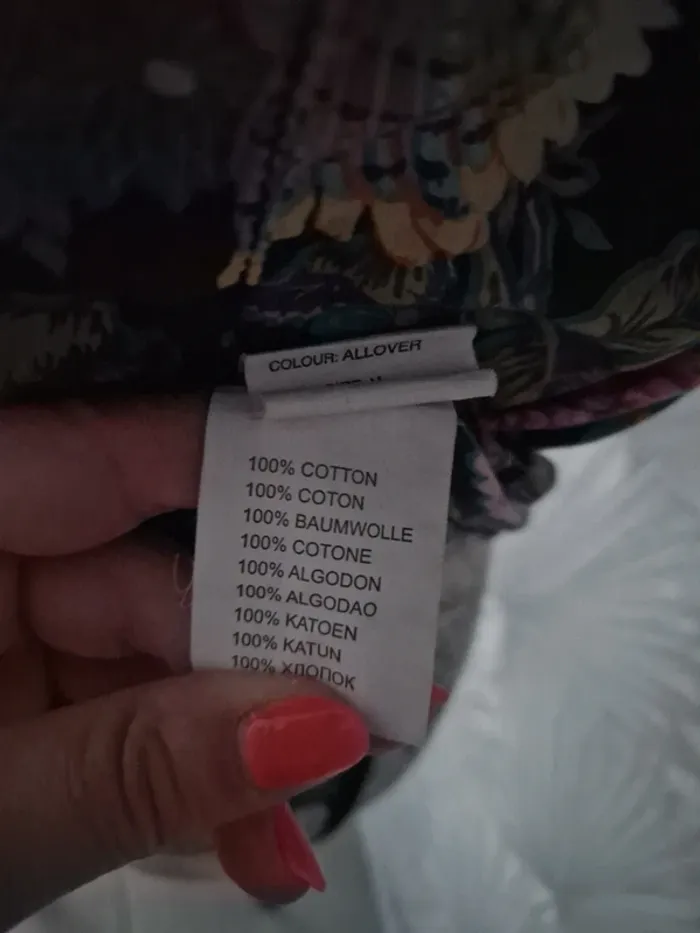 COLOUR: ALLOVER
100% COTTON
100% COTON
100% BAUMWOLLE
100% COTONE
100% ALGODON
100% ALGODAO
100% KATOEN
100% KATUN
100% ХЛОПОК